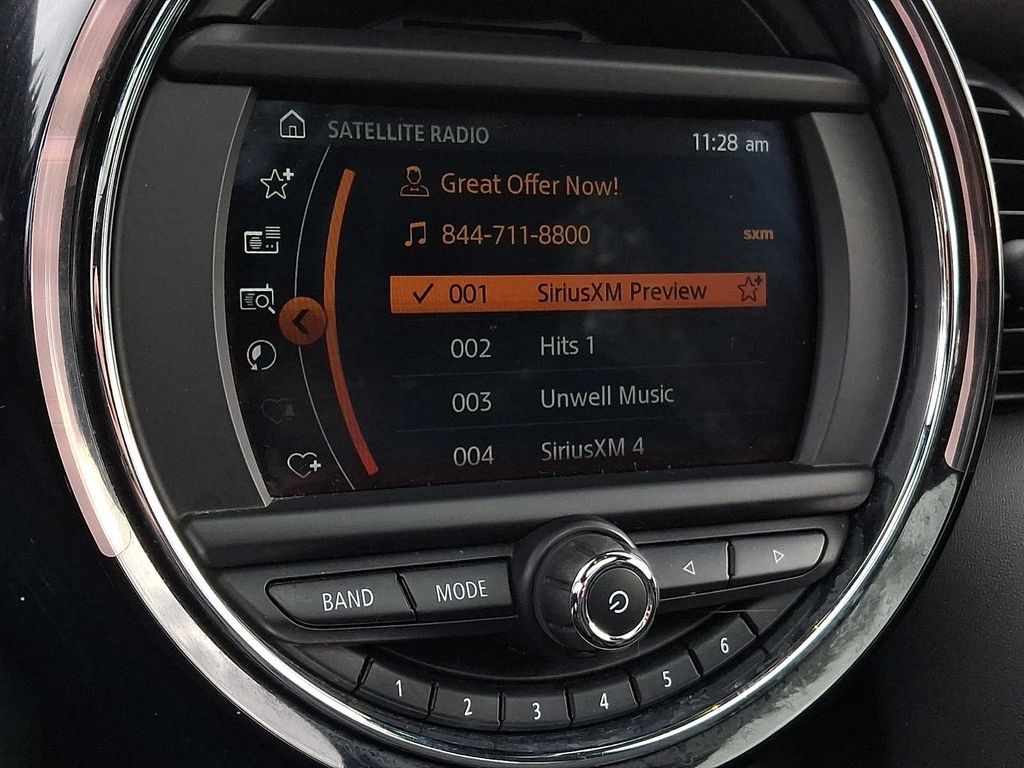 SATELLITE RADIO 11:28 am
Great Offer Now!
844-711-8800 sxm
001 SiriusXM Preview
002 Hits 1
003 Unwell Music
004 SiriusXM 4
BAND MODE
1 2 3 4 5 6